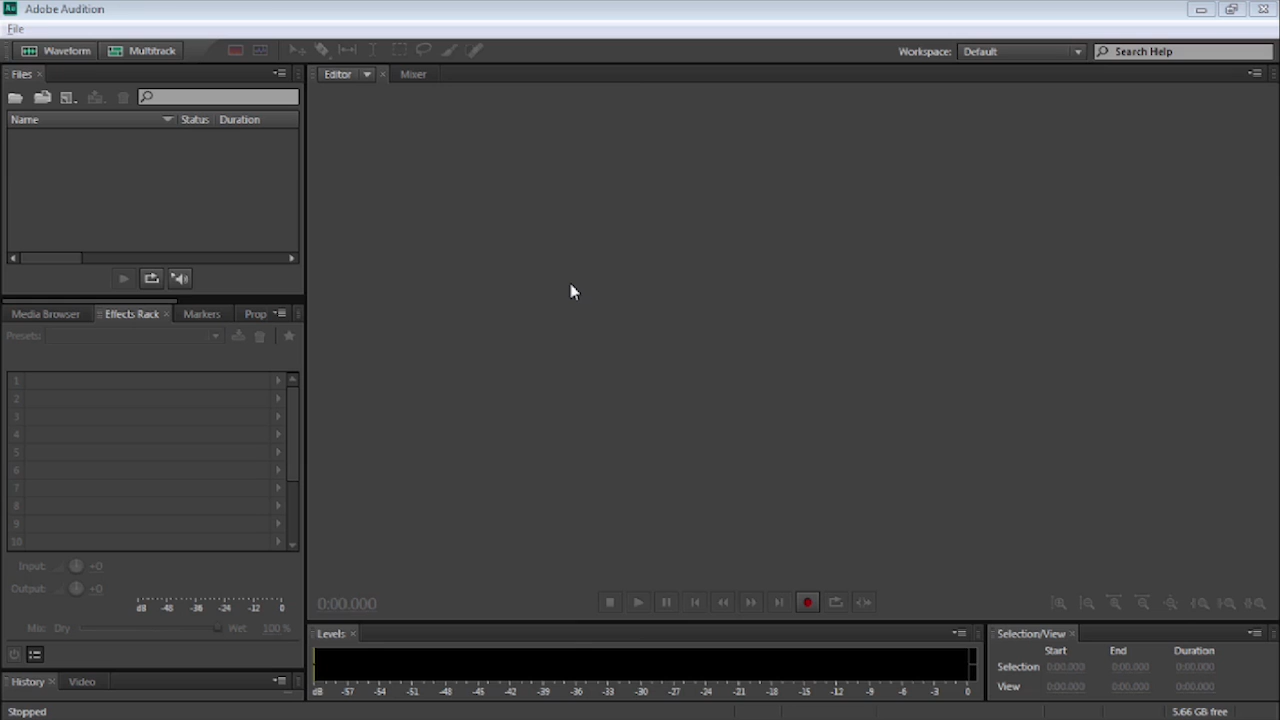 Au Adobe Audition
File
Waveform Multitrack Workspace: Default Search Help
Files
Editor Mixer
Name Status Duration
Media Browser Effects Rack Markers Prop
Presets:
1
2
3
4
5
6
7
8
9
10
Input: +0
Output: +0
dB -48 -36 -24 -12 0
Mix: Dry Wet 100 %
0:00.000
Levels
dB -57 -54 -51 -48 -45 -42 -39 -36 -33 -30 -27 -24 -21 -18 -15 -12 -9 -6 -3 0
Selection/View
Start End Duration
Selection 0:00.000 0:00.000 0:00.000
View 0:00.000 0:00.000 0:00.000
History Video
Stopped 5.66 GB free